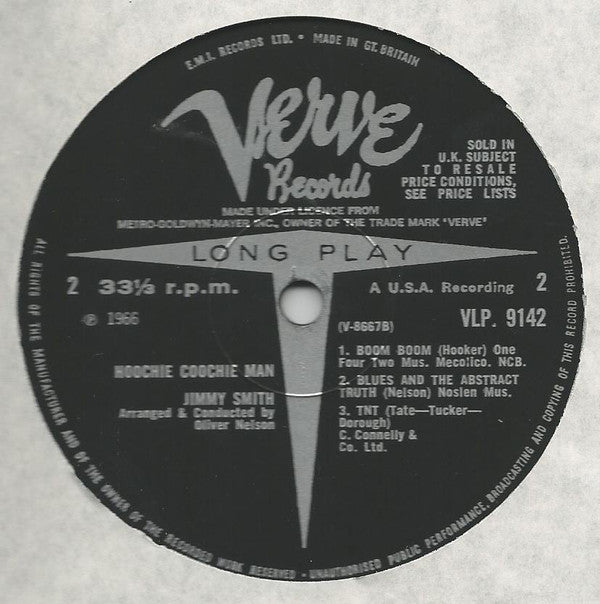 E.M.I. RECORDS LTD. • MADE IN GT. BRITAIN
Verve
Records
SOLD IN
U.K. SUBJECT
TO RESALE
PRICE CONDITIONS,
SEE PRICE LISTS
MADE UNDER LICENCE FROM
METRO-GOLDWYN-MAYER INC., OWNER OF THE TRADE MARK "VERVE"
LONG PLAY
2 33⅓ r.p.m.
A U.S.A. Recording 2
℗ 1966
VLP. 9142
(V-8667B)
HOOCHIE COOCHIE MAN
JIMMY SMITH
Arranged & Conducted by
Oliver Nelson
1. BOOM BOOM (Hooker) One
Four Two Mus. Mecolico. NCB.
2. BLUES AND THE ABSTRACT
TRUTH (Nelson) Noslen Mus.
3. TNT (Tate—Tucker—
Dorough)
C. Connelly &
Co. Ltd.
ALL RIGHTS OF THE MANUFACTURER AND OF THE OWNER OF THE RECORDED WORK RESERVED - UNAUTHORISED PUBLIC PERFORMANCE, BROADCASTING AND COPYING OF THIS RECORD PROHIBITED.